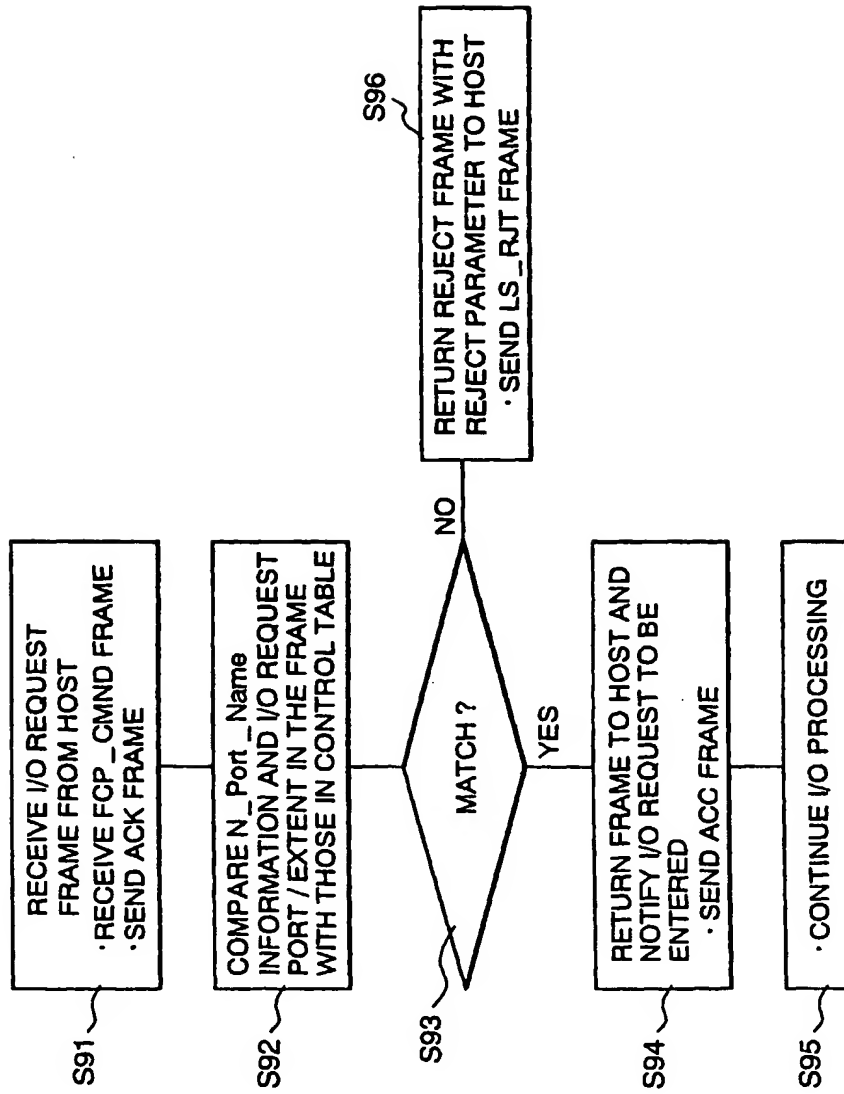 S91
RECEIVE I/O REQUEST
FRAME FROM HOST
·RECEIVE FCP_CMND FRAME
·SEND ACK FRAME
S92
COMPARE N_Port_Name
INFORMATION AND I/O REQUEST
PORT / EXTENT IN THE FRAME
WITH THOSE IN CONTROL TABLE
S93
MATCH ?
NO
YES
S96
RETURN REJECT FRAME WITH
REJECT PARAMETER TO HOST
·SEND LS_RJT FRAME
S94
RETURN FRAME TO HOST AND
NOTIFY I/O REQUEST TO BE
ENTERED
·SEND ACC FRAME
S95
·CONTINUE I/O PROCESSING